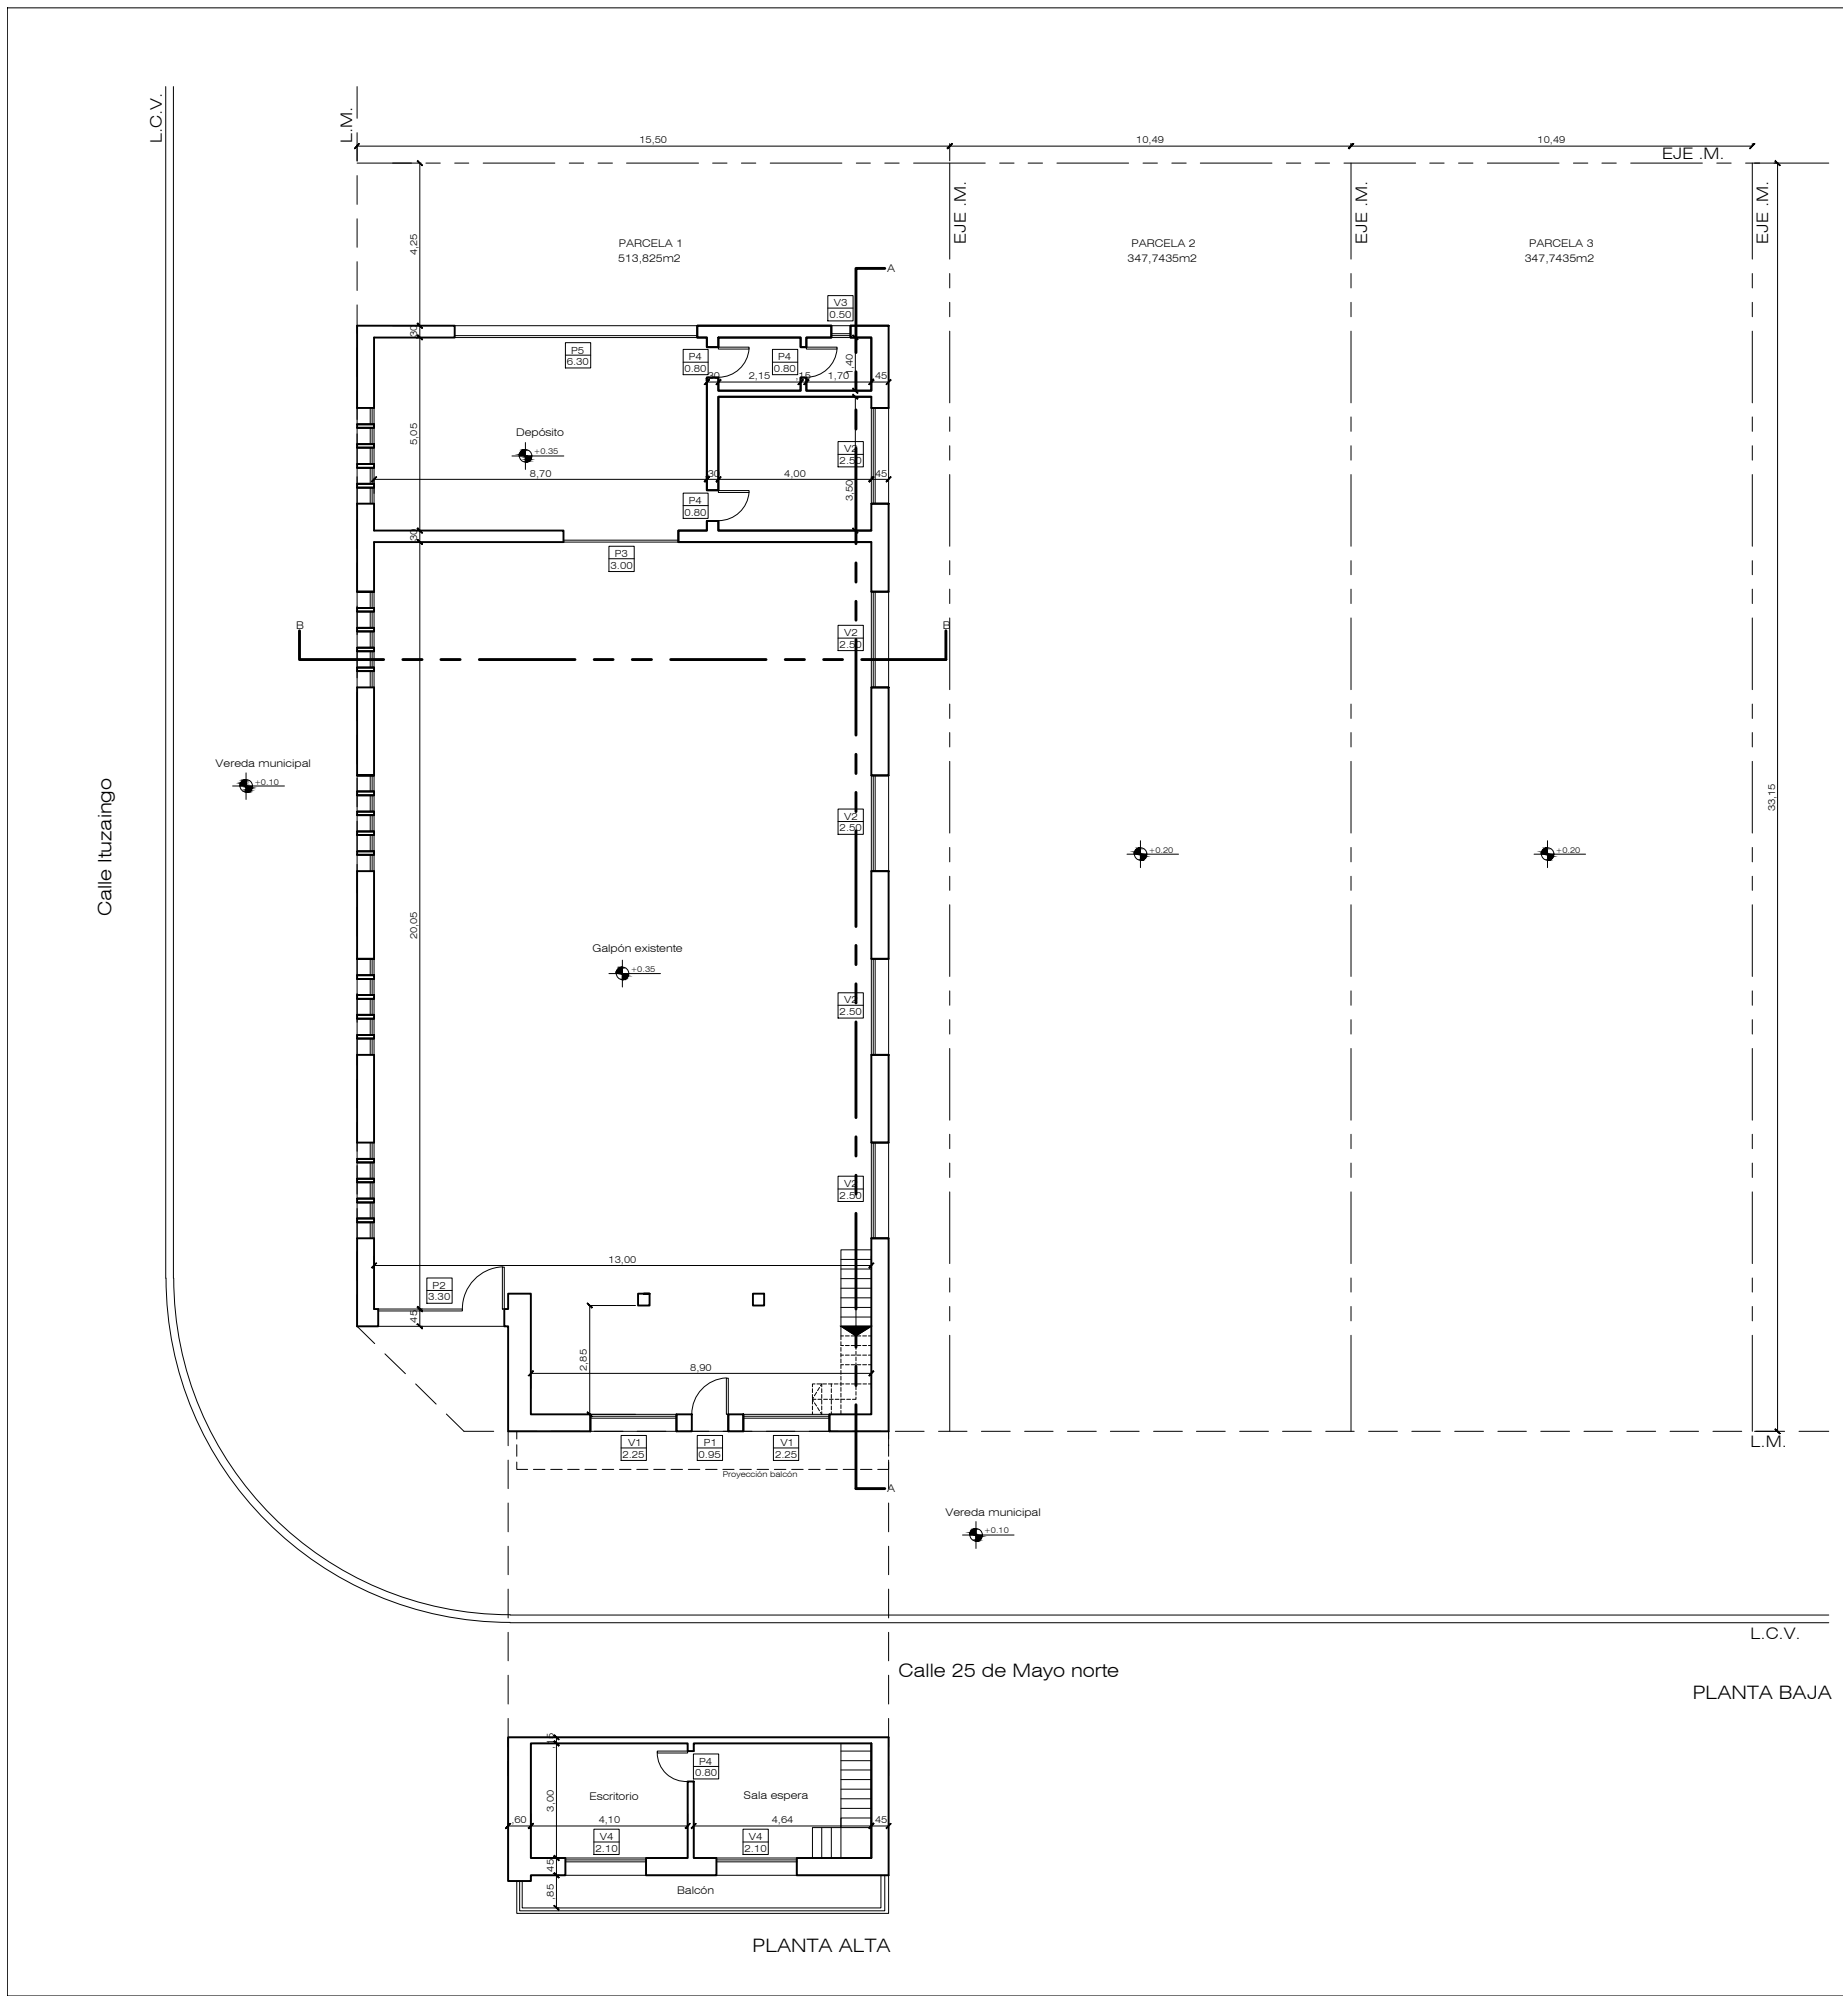 L.C.V.
L.M.
15,50
10,49
10,49
EJE .M.
EJE .M.
EJE .M.
EJE .M.
4,25
PARCELA 1
513,825m2
PARCELA 2
347,7435m2
PARCELA 3
347,7435m2
A
V3
0.50
30
P5
6.30
P4
0.80
P4
0.80
1,40
30
2,15
15
1,70
45
5,05
Depósito
+0.35
V2
2.50
8,70
30
4,00
45
3,50
P4
0.80
30
P3
3.00
B
B
V2
2.50
Vereda municipal
+0.10
Calle Ituzaingo
V2
2.50
33,15
+0.20
+0.20
20,05
Galpón existente
+0.35
V2
2.50
V2
2.50
13,00
P2
3.30
45
2,85
8,90
V1
2.25
P1
0.95
V1
2.25
L.M.
Proyección balcón
A
Vereda municipal
+0.10
L.C.V.
Calle 25 de Mayo norte
PLANTA BAJA
,15
P4
0.80
3,00
Escritorio
Sala espera
,60
4,10
4,64
45
V4
2.10
V4
2.10
45
,85
Balcón
PLANTA ALTA